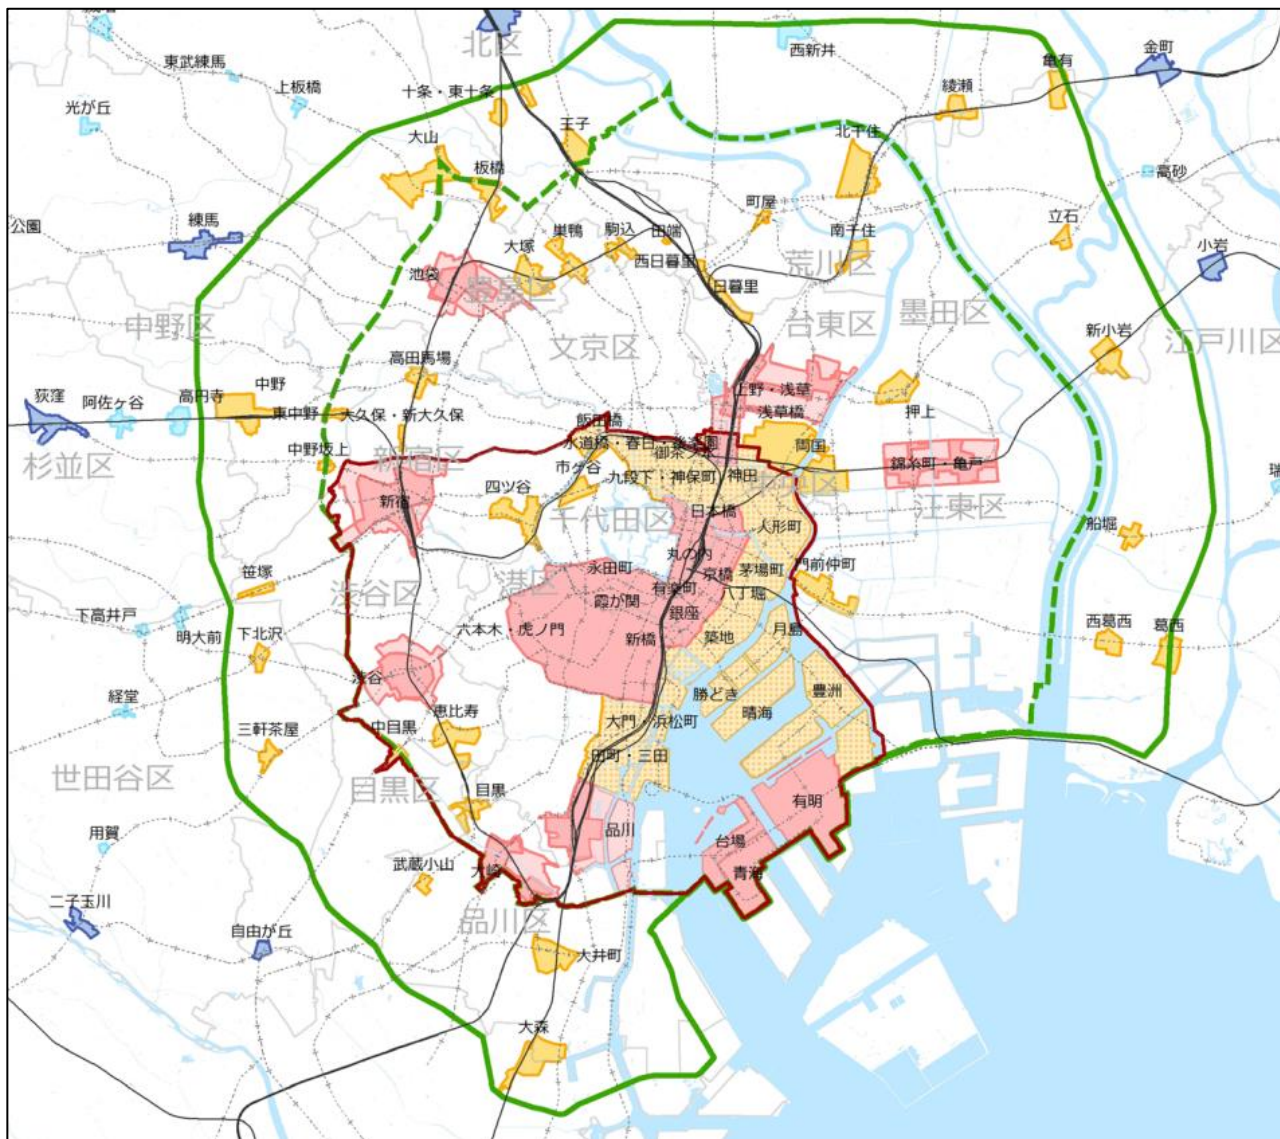 北区
西新井
金町
亀有
東武練馬
上板橋
十条・東十条
綾瀬
光が丘
王子
北千住
大山
板橋
高砂
町屋
立石
公園
練馬
大塚
巣鴨
駒込
田端
南千住
小岩
西日暮里
荒川区
池袋
豊島区
日暮里
中野区
文京区
台東区
墨田区
新小岩
江戸川区
高田馬場
上野・浅草
荻窪
阿佐ヶ谷
高円寺
中野
東中野
大久保・新大久保
飯田橋
浅草橋
押上
水道橋・春日・後楽園
御茶ノ水
両国
中野坂上
新宿区
杉並区
市ヶ谷
九段下・神保町
神田
中央区
錦糸町・亀戸
四ツ谷
新宿
千代田区
日本橋
人形町
江東区
船堀
丸の内
永田町
京橋
茅場町
門前仲町
笹塚
渋谷区
港区
有楽町
八丁堀
霞が関
銀座
下高井戸
明大前
下北沢
六本木・虎ノ門
新橋
築地
月島
西葛西
葛西
渋谷
経堂
勝どき
豊洲
恵比寿
晴海
三軒茶屋
中目黒
大門・浜松町
田町・三田
世田谷区
目黒区
目黒
有明
用賀
品川
台場
武蔵小山
大崎
青海
二子玉川
自由が丘
品川区
大井町
大森